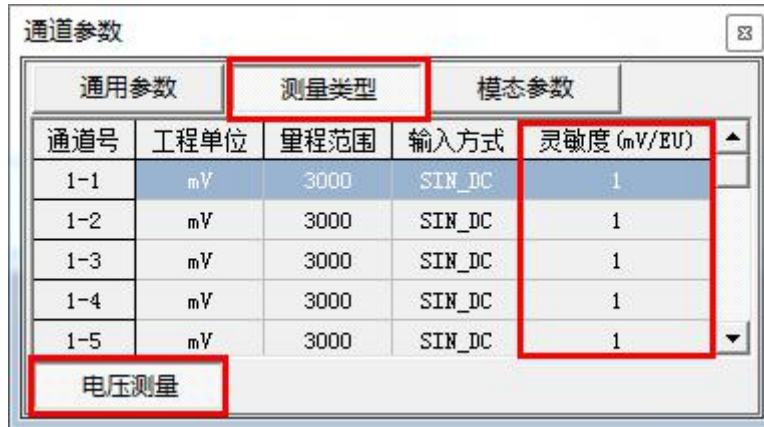 通道参数
通用参数 测量类型 模态参数
通道号 工程单位 量程范围 输入方式 灵敏度(mV/EU)
1-1 mV 3000 SIN_DC 1
1-2 mV 3000 SIN_DC 1
1-3 mV 3000 SIN_DC 1
1-4 mV 3000 SIN_DC 1
1-5 mV 3000 SIN_DC 1
电压测量